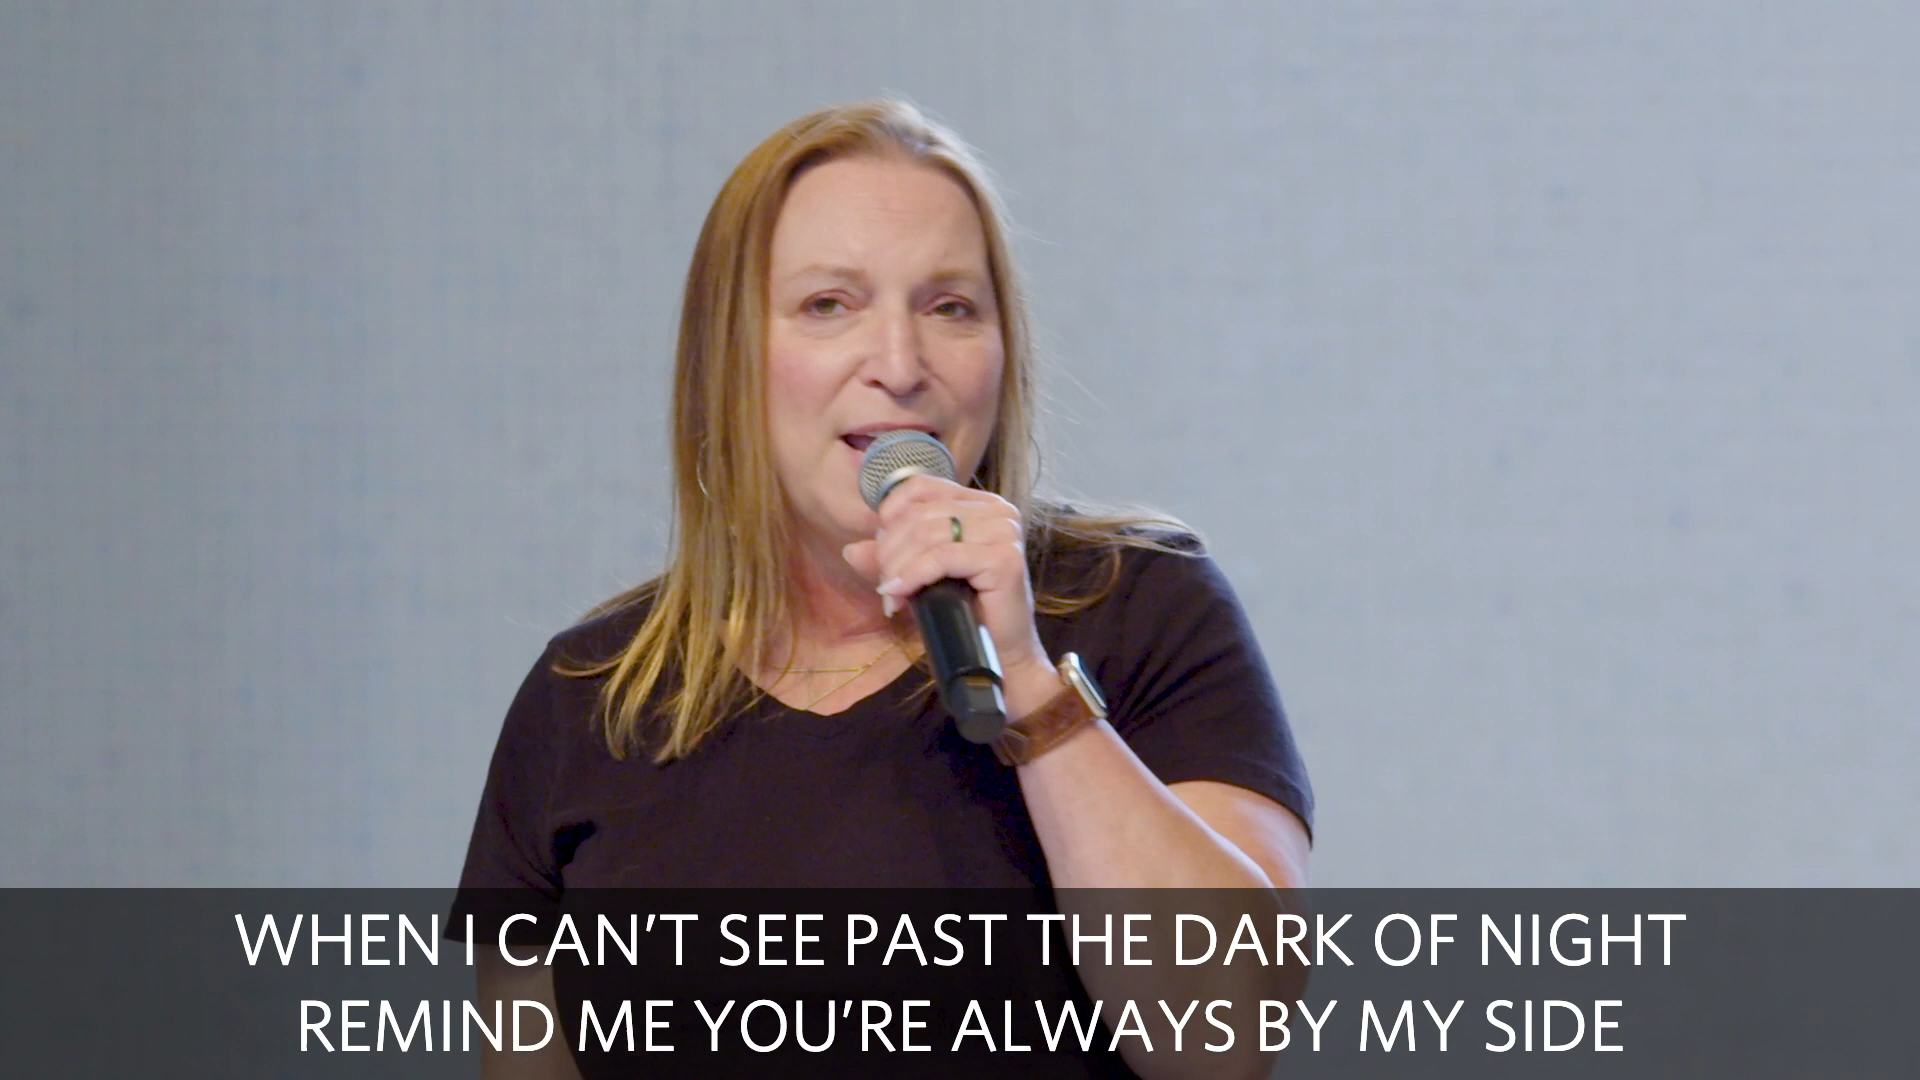 WHEN I CAN’T SEE PAST THE DARK OF NIGHT
REMIND ME YOU’RE ALWAYS BY MY SIDE